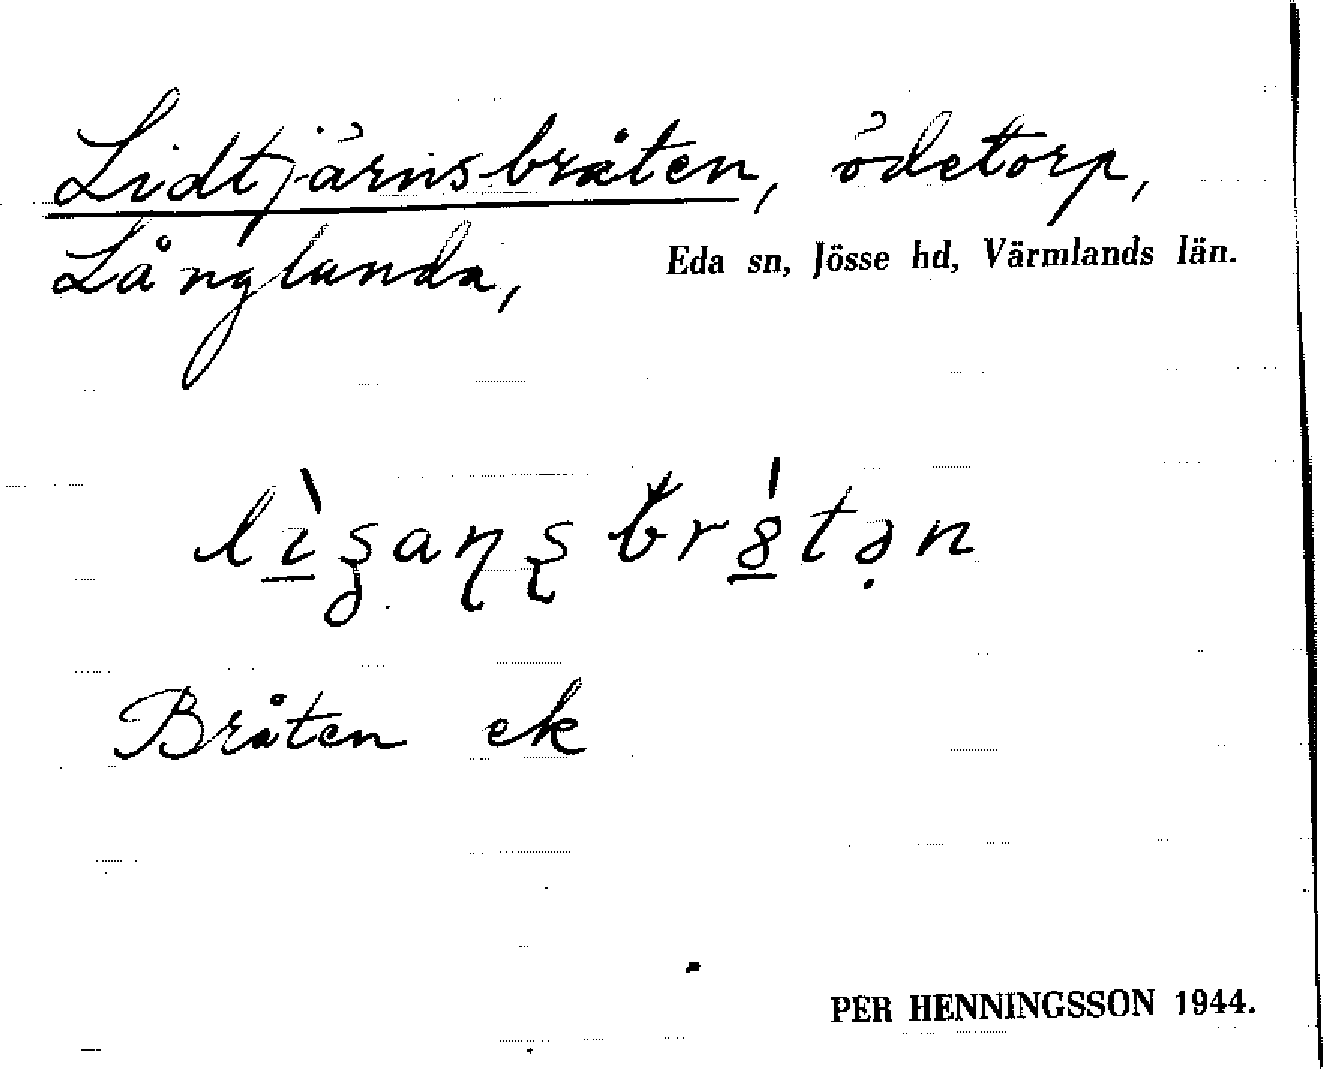 Lidtjärnsbråten, ödetorp,
Långlanda, Eda sn, Jösse hd, Värmlands län.
Bråten ek
PER HENNINGSSON 1944.